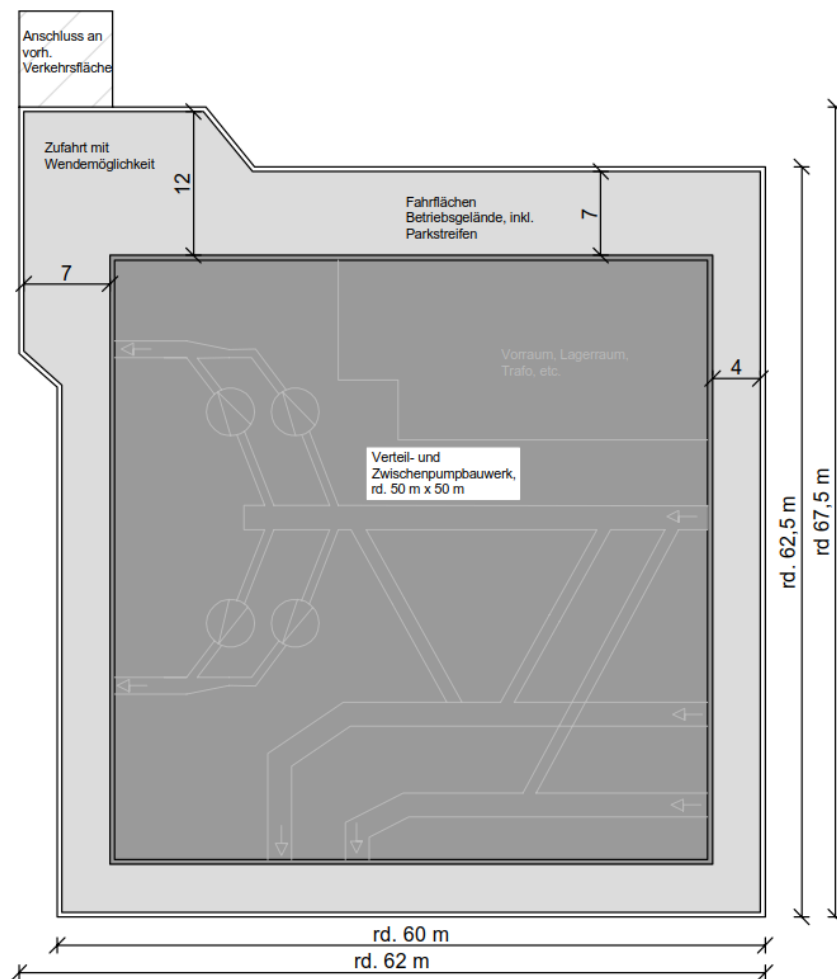 Anschluss an
vorh.
Verkehrsfläche
Zufahrt mit
Wendemöglichkeit
12
Fahrflächen
Betriebsgelände, inkl.
Parkstreifen
7
7
Vorraum, Lagerraum,
Trafo, etc.
4
Verteil- und
Zwischenpumpbauwerk,
rd. 50 m x 50 m
rd. 62,5 m
rd 67,5 m
rd. 60 m
rd. 62 m